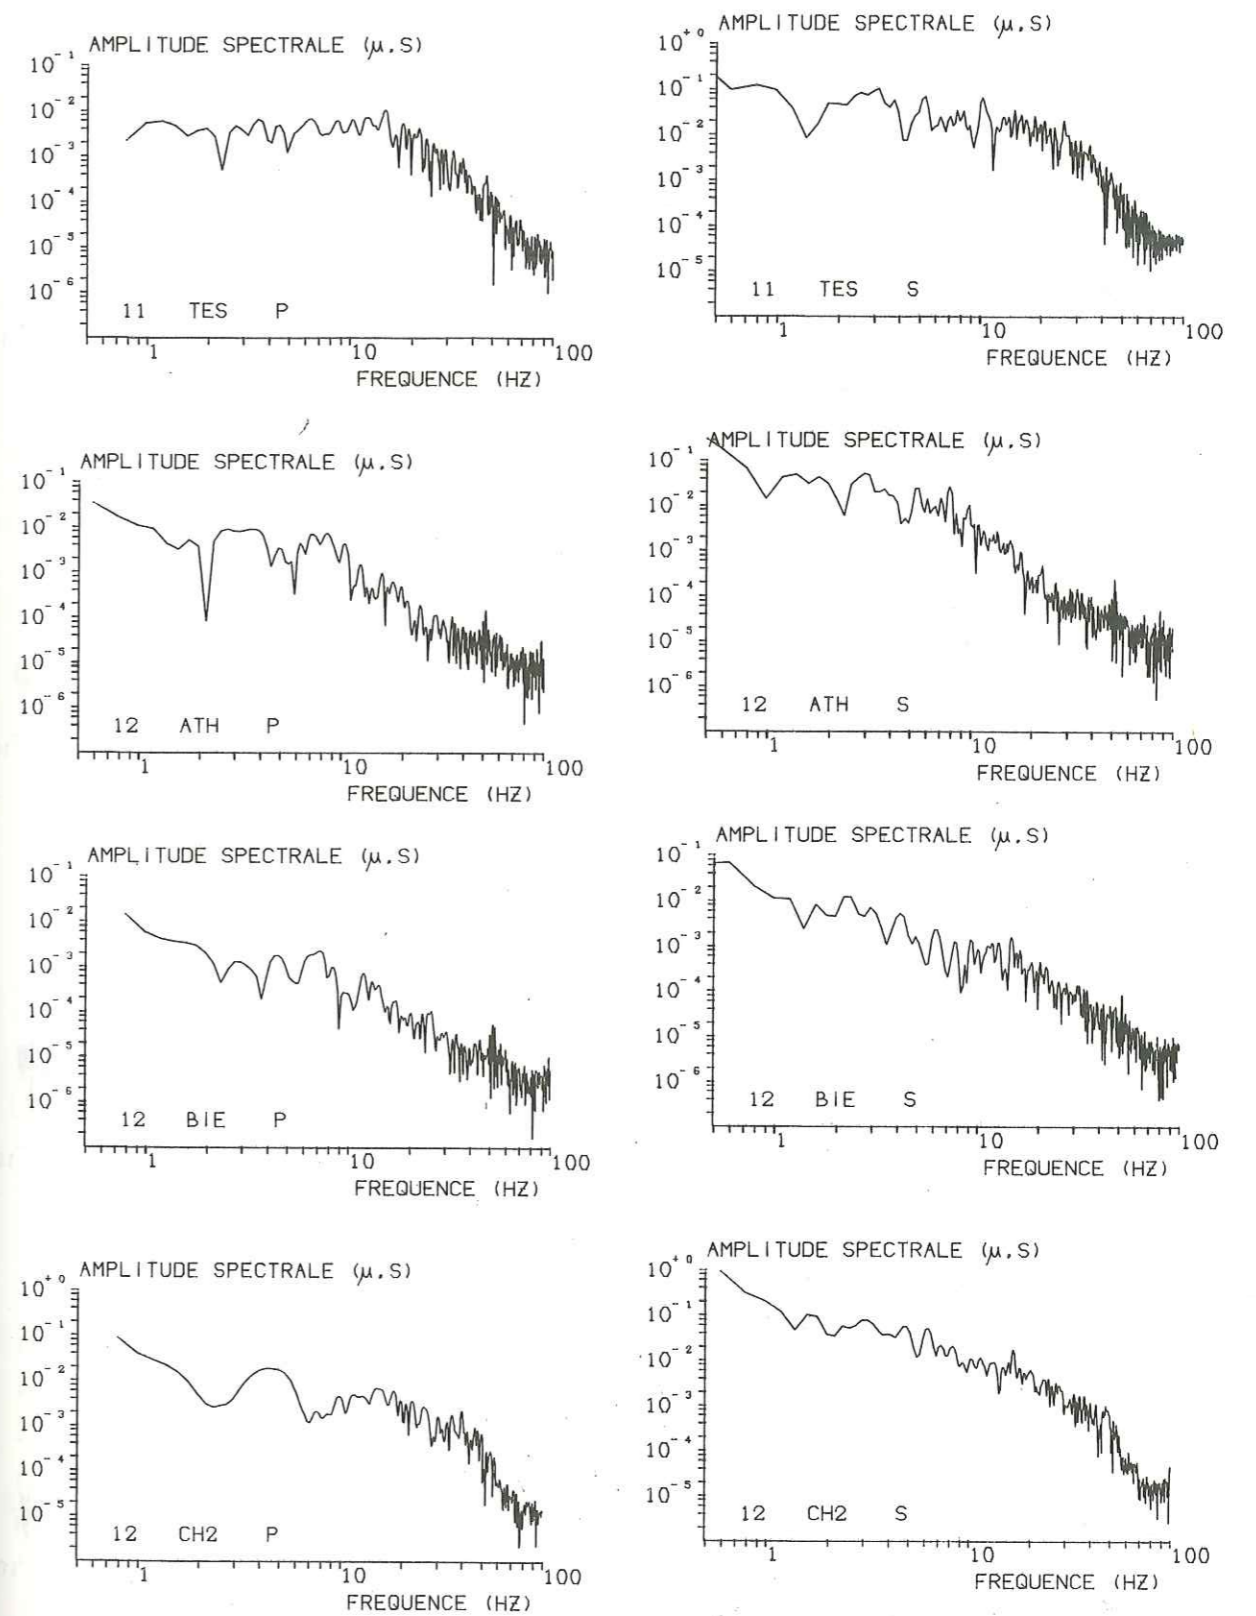 AMPLITUDE SPECTRALE (μ.S)
10⁻¹
10⁻²
10⁻³
10⁻⁴
10⁻⁵
10⁻⁶
11 TES P
1 10 100
FREQUENCE (HZ)
AMPLITUDE SPECTRALE (μ.S)
10⁺⁰
10⁻¹
10⁻²
10⁻³
10⁻⁴
10⁻⁵
11 TES S
1 10 100
FREQUENCE (HZ)
AMPLITUDE SPECTRALE (μ.S)
10⁻¹
10⁻²
10⁻³
10⁻⁴
10⁻⁵
10⁻⁶
12 ATH P
1 10 100
FREQUENCE (HZ)
AMPLITUDE SPECTRALE (μ.S)
10⁻¹
10⁻²
10⁻³
10⁻⁴
10⁻⁵
10⁻⁶
12 ATH S
1 10 100
FREQUENCE (HZ)
AMPLITUDE SPECTRALE (μ.S)
10⁻¹
10⁻²
10⁻³
10⁻⁴
10⁻⁵
10⁻⁶
12 BIE P
1 10 100
FREQUENCE (HZ)
AMPLITUDE SPECTRALE (μ.S)
10⁻¹
10⁻²
10⁻³
10⁻⁴
10⁻⁵
10⁻⁶
12 BIE S
1 10 100
FREQUENCE (HZ)
AMPLITUDE SPECTRALE (μ.S)
10⁺⁰
10⁻¹
10⁻²
10⁻³
10⁻⁴
10⁻⁵
12 CH2 P
1 10 100
FREQUENCE (HZ)
AMPLITUDE SPECTRALE (μ.S)
10⁺⁰
10⁻¹
10⁻²
10⁻³
10⁻⁴
10⁻⁵
12 CH2 S
1 10 100
FREQUENCE (HZ)